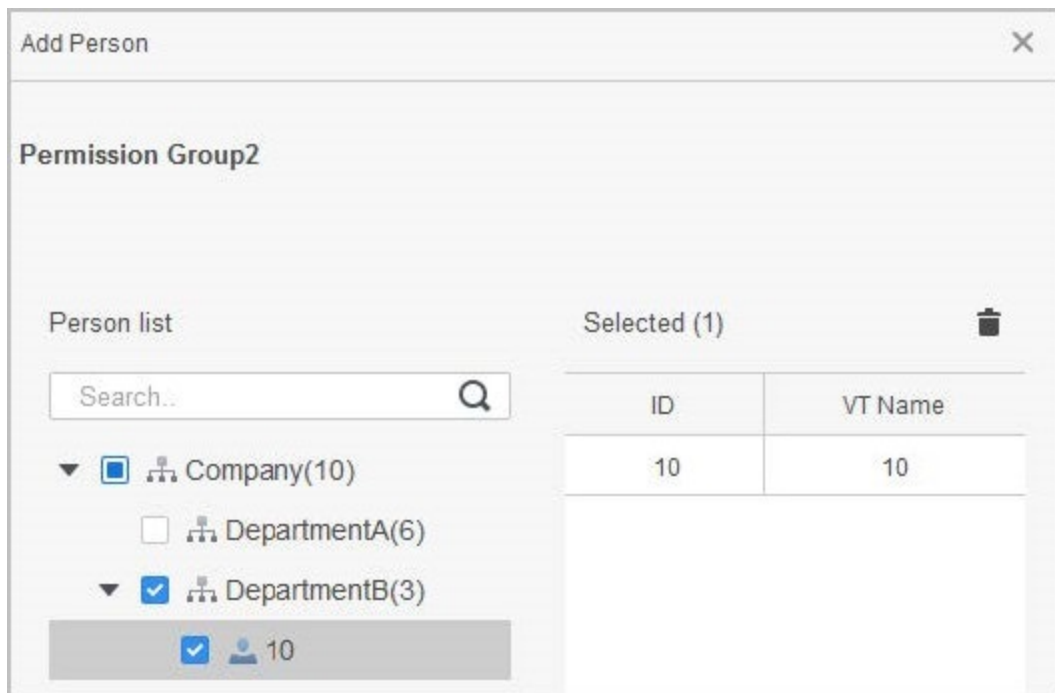 Add Person
Permission Group2
Person list
Search..
Company(10)
DepartmentA(6)
DepartmentB(3)
10
Selected (1)
ID VT Name
10 10